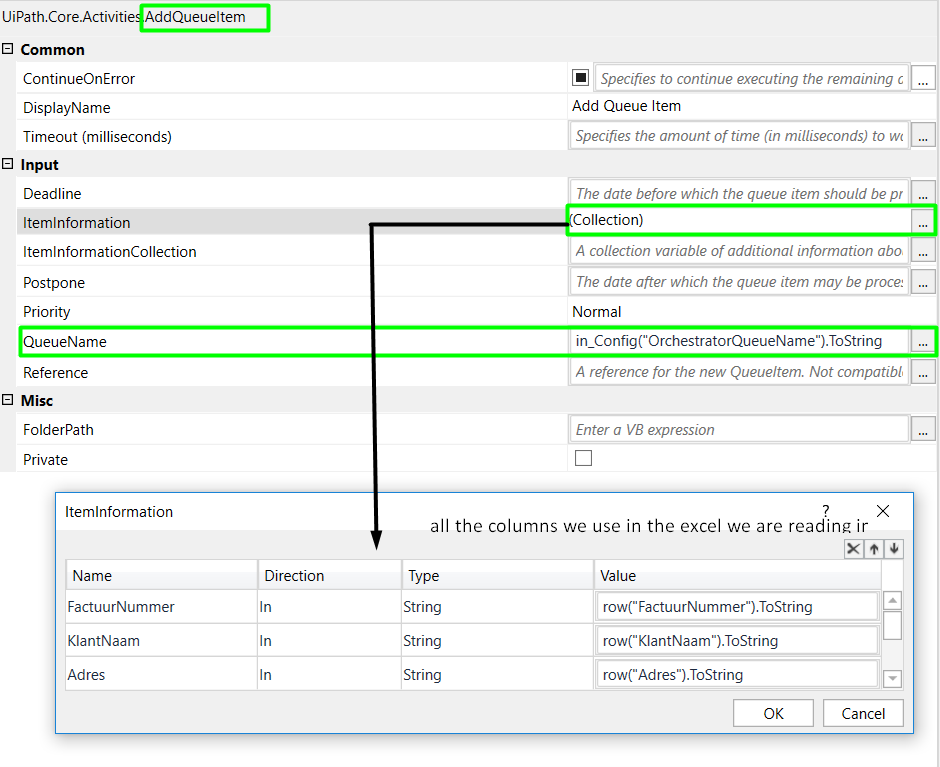 UiPath.Core.Activities.AddQueueItem
Common
ContinueOnError Specifies to continue executing the remaining a ...
DisplayName Add Queue Item
Timeout (milliseconds) Specifies the amount of time (in milliseconds) to wa ...
Input
Deadline The date before which the queue item should be pr ...
ItemInformation (Collection) ...
ItemInformationCollection A collection variable of additional information abo ...
Postpone The date after which the queue item may be proces ...
Priority Normal
QueueName in_Config("OrchestratorQueueName").ToString ...
Reference A reference for the new QueueItem. Not compatibl ...
Misc
FolderPath Enter a VB expression ...
Private
ItemInformation ?
all the columns we use in the excel we are reading in
Name Direction Type Value
FactuurNummer In String row("FactuurNummer").ToString
KlantNaam In String row("KlantNaam").ToString
Adres In String row("Adres").ToString
OK Cancel